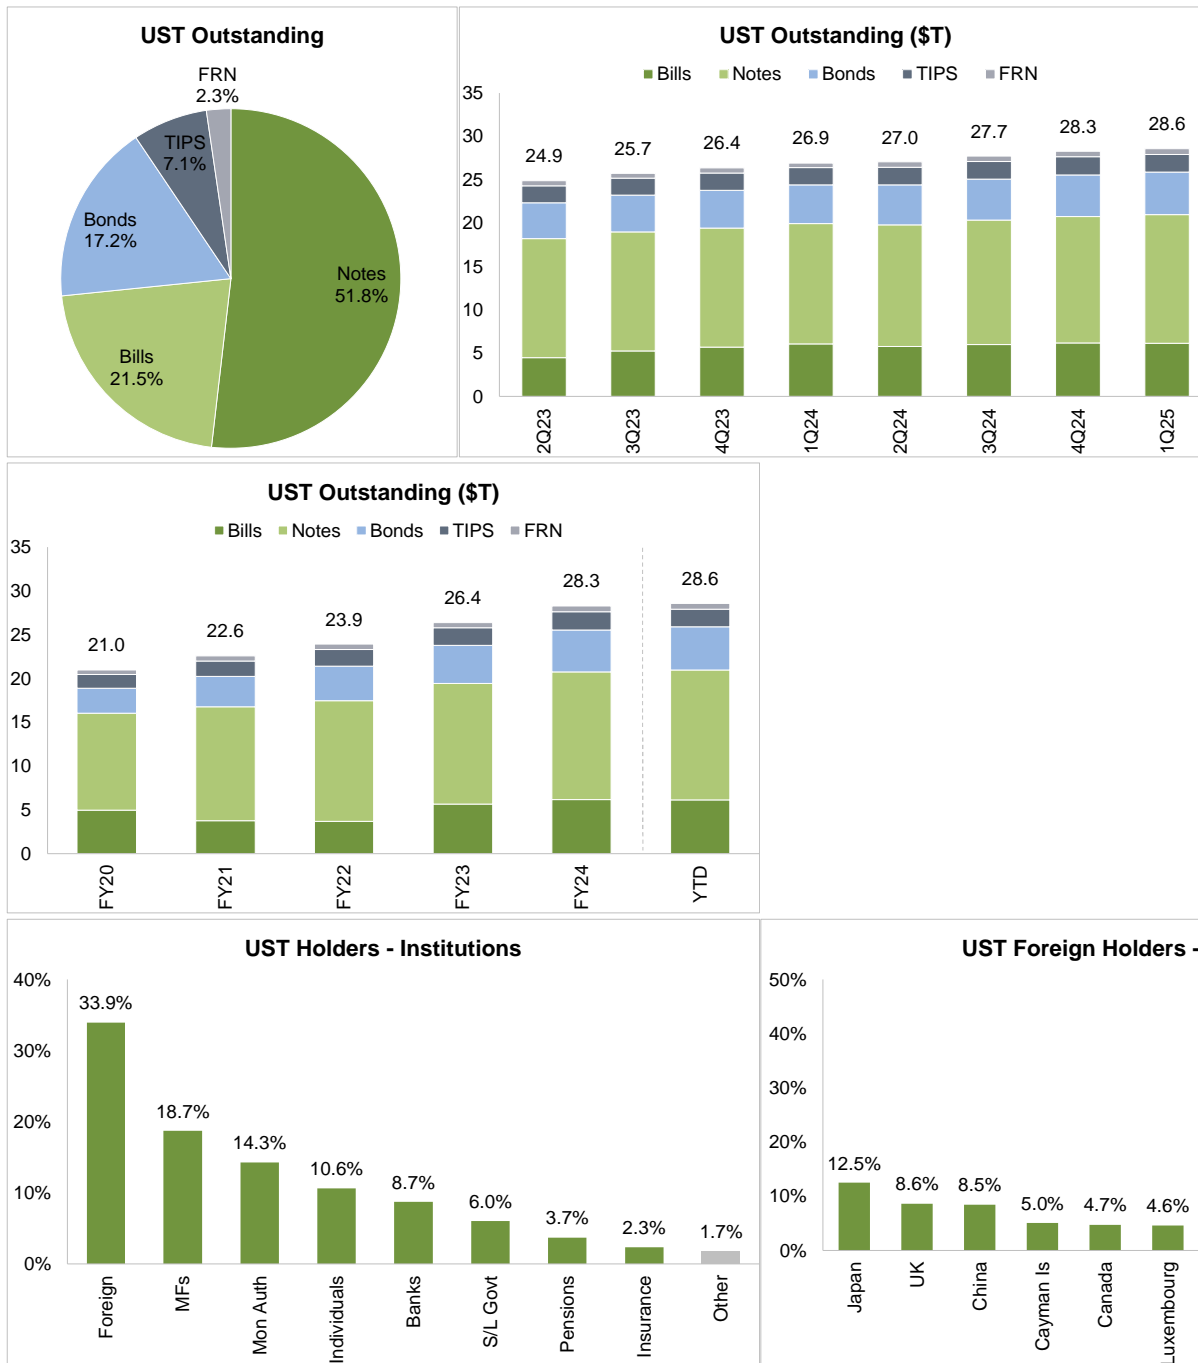 UST Outstanding
FRN
2.3%
TIPS
7.1%
Bonds
17.2%
Notes
51.8%
Bills
21.5%
UST Outstanding ($T)
Bills Notes Bonds TIPS FRN
35
30
25
20
15
10
5
0
24.9 25.7 26.4 26.9 27.0 27.7 28.3 28.6
2Q23 3Q23 4Q23 1Q24 2Q24 3Q24 4Q24 1Q25
UST Outstanding ($T)
Bills Notes Bonds TIPS FRN
35
30
25
20
15
10
5
0
21.0 22.6 23.9 26.4 28.3 28.6
FY20 FY21 FY22 FY23 FY24 YTD
UST Holders - Institutions
40%
30%
20%
10%
0%
33.9% 18.7% 14.3% 10.6% 8.7% 6.0% 3.7% 2.3% 1.7%
Foreign MFs Mon Auth Individuals Banks S/L Govt Pensions Insurance Other
UST Foreign Holders -
50%
40%
30%
20%
10%
0%
12.5% 8.6% 8.5% 5.0% 4.7% 4.6%
Japan UK China Cayman Is Canada Luxembourg